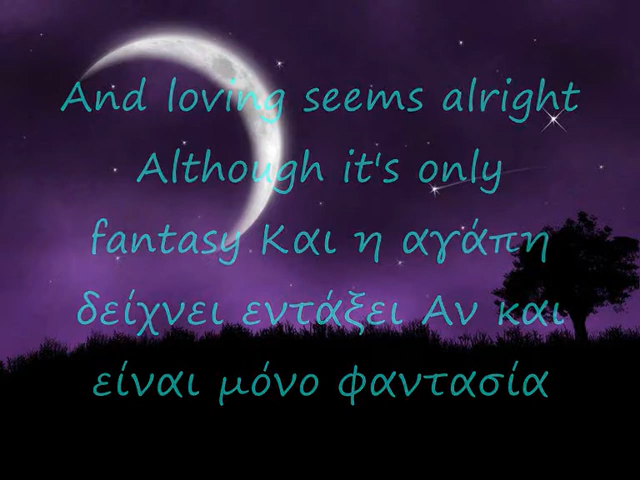 And loving seems alright
Although it's only
fantasy Και η αγάπη
δείχνει εντάξει Αν και
είναι μόνο φαντασία